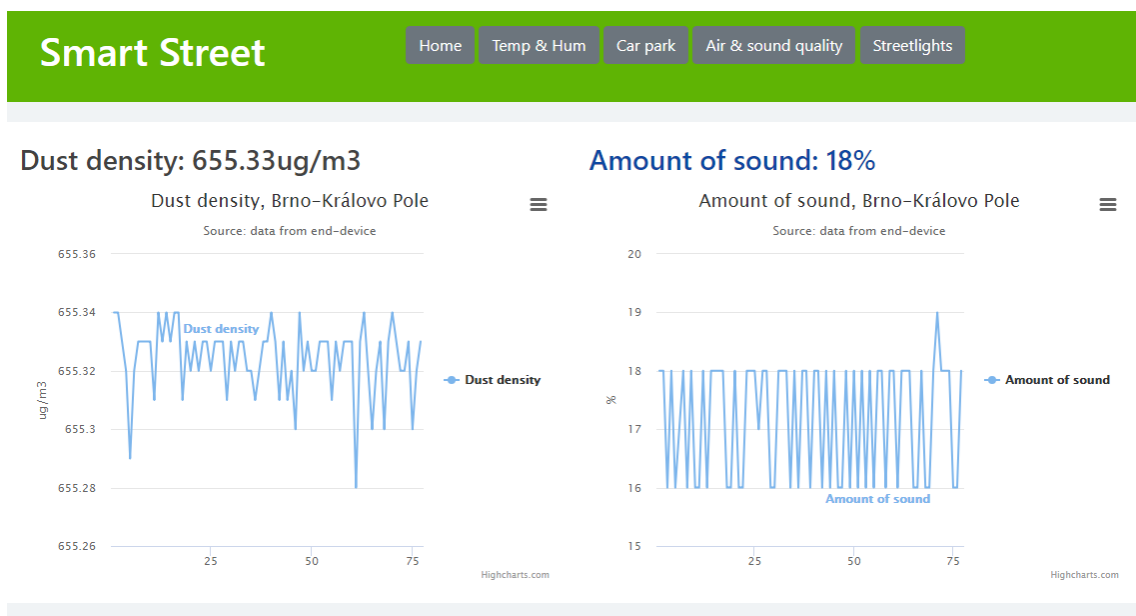 Smart Street
Home
Temp & Hum
Car park
Air & sound quality
Streetlights
Dust density: 655.33ug/m3
Dust density, Brno-Královo Pole
Source: data from end-device
655.36
655.34
655.32
655.3
655.28
655.26
ug/m3
Dust density
Dust density
25
50
75
Highcharts.com
Amount of sound: 18%
Amount of sound, Brno-Královo Pole
Source: data from end-device
20
19
18
17
16
15
%
Amount of sound
Amount of sound
25
50
75
Highcharts.com